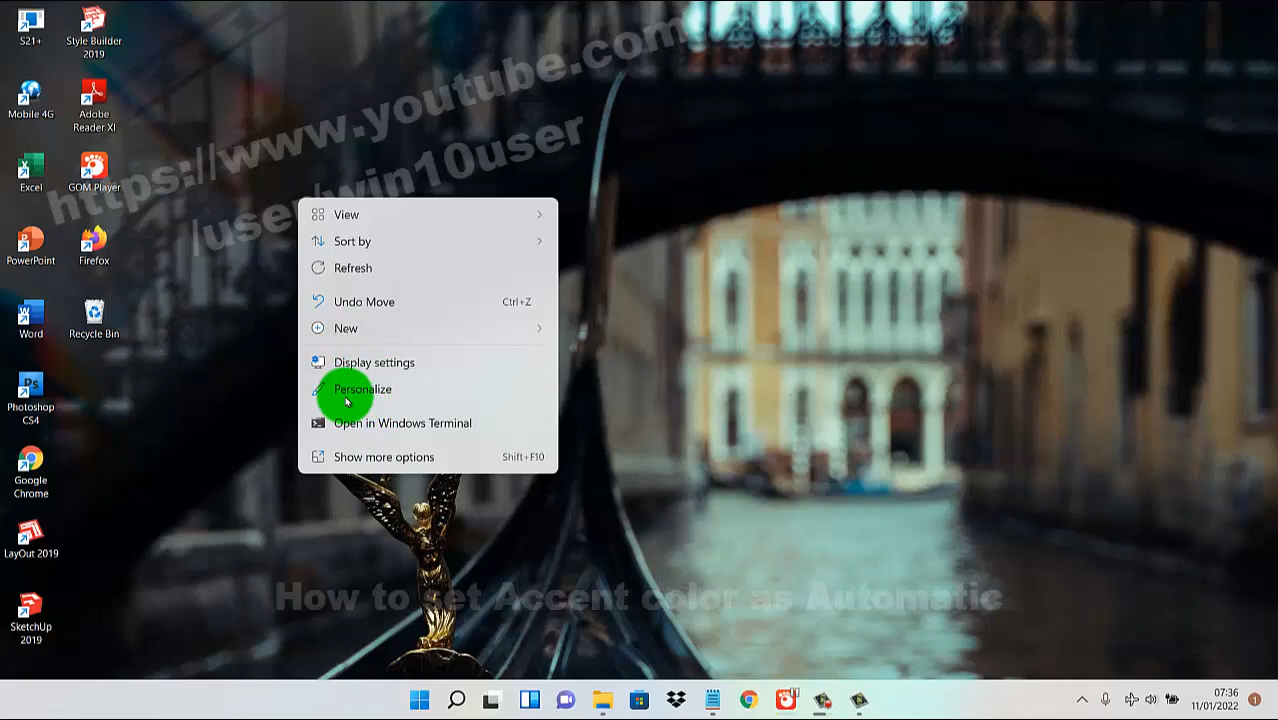 S21+
Style Builder
2019
Mobile 4G
Adobe
Reader XI
Excel
GOM Player
PowerPoint
Firefox
Word
Recycle Bin
Ps
Photoshop
CS4
Google
Chrome
LayOut 2019
SketchUp
2019
https://www.youtube.com
/user/win10user
View
Sort by
Refresh
Undo Move Ctrl+Z
New
Display settings
Personalize
Open in Windows Terminal
Show more options Shift+F10
How to set Accent color as Automatic
07:36
11/01/2022
1